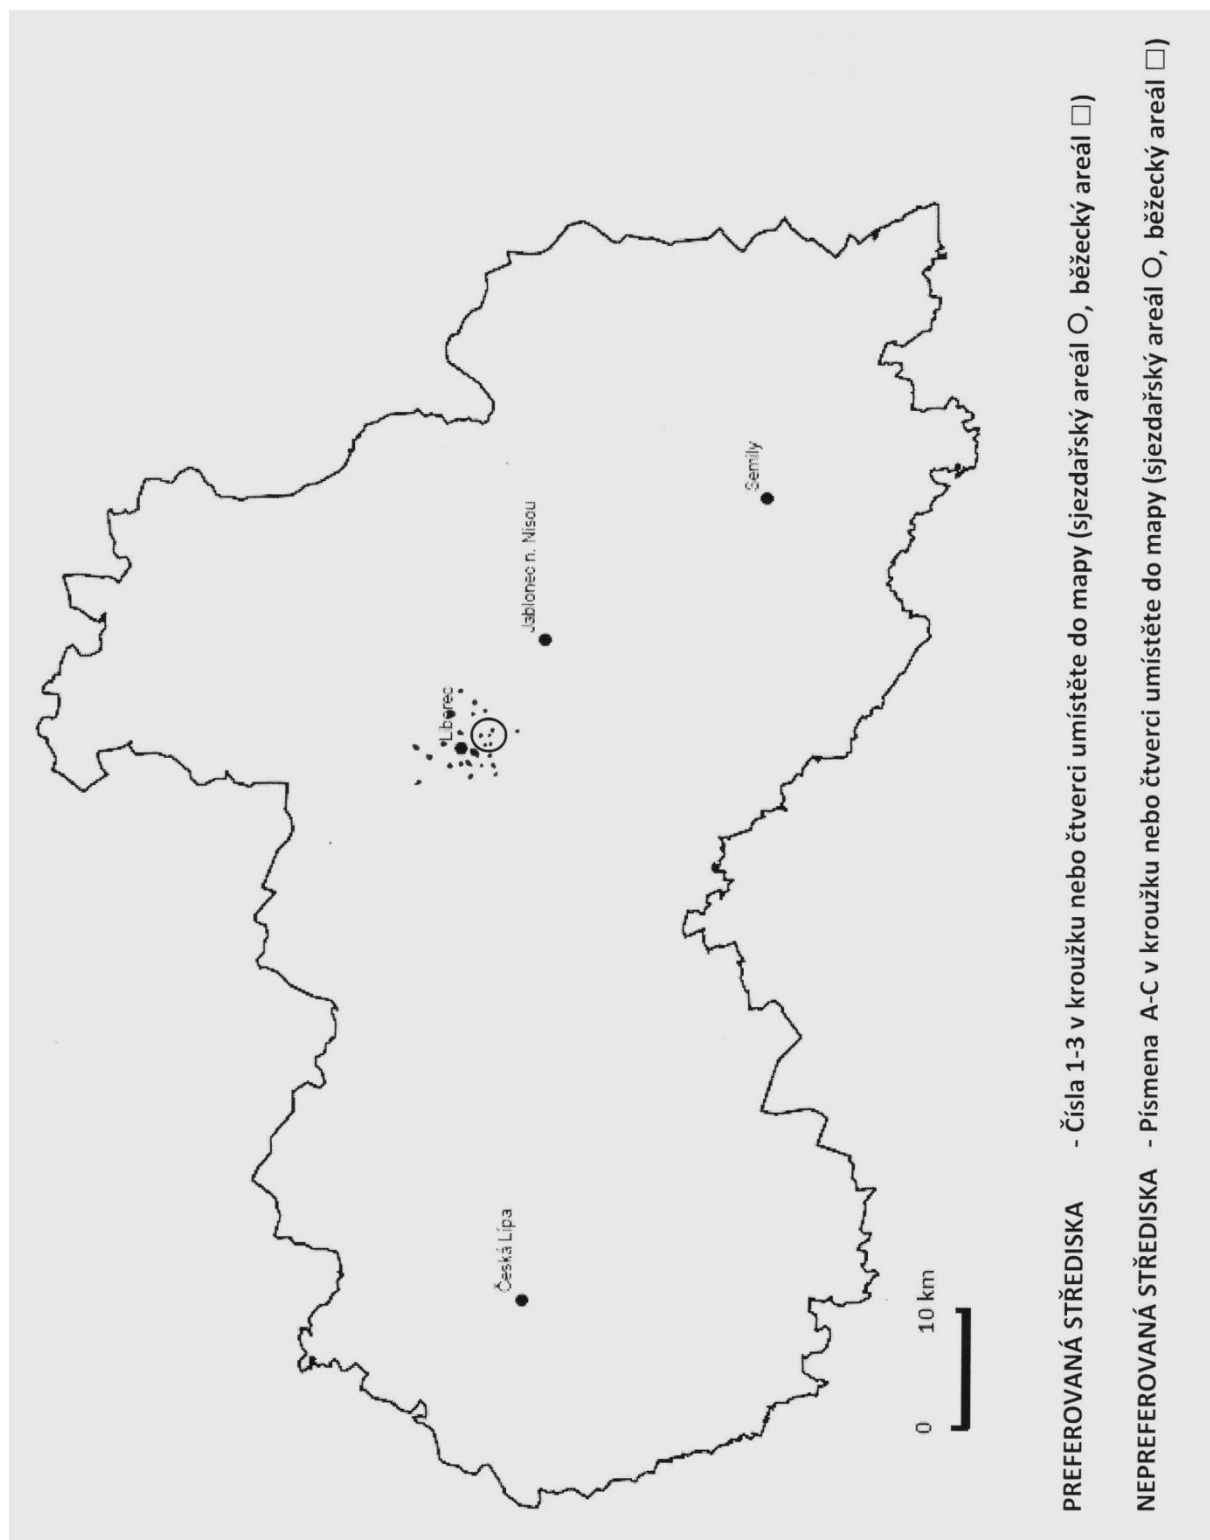 Liberec
Jablonec n. Nisou
Semily
Česká Lípa
0 10 km
PREFEROVANÁ STŘEDISKA - Čísla 1-3 v kroužku nebo čtverci umístěte do mapy (sjezdařský areál O, běžecký areál □)
NEPREFEROVANÁ STŘEDISKA - Písmena A-C v kroužku nebo čtverci umístěte do mapy (sjezdařský areál O, běžecký areál □)